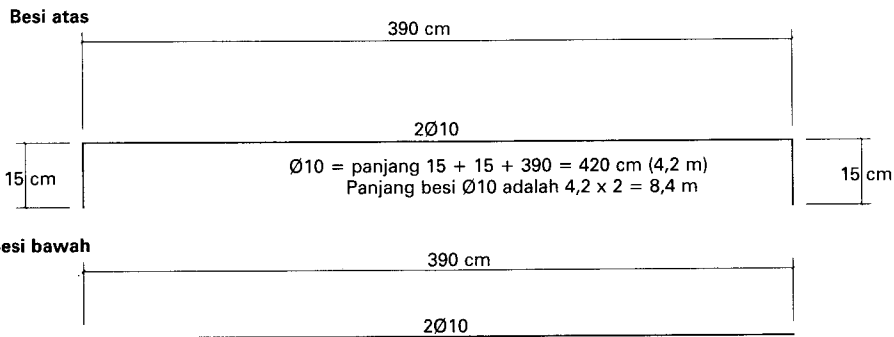 Besi atas
390 cm
2Ø10
15 cm
Ø10 = panjang 15 + 15 + 390 = 420 cm (4,2 m)
Panjang besi Ø10 adalah 4,2 x 2 = 8,4 m
15 cm
esi bawah
390 cm
2Ø10